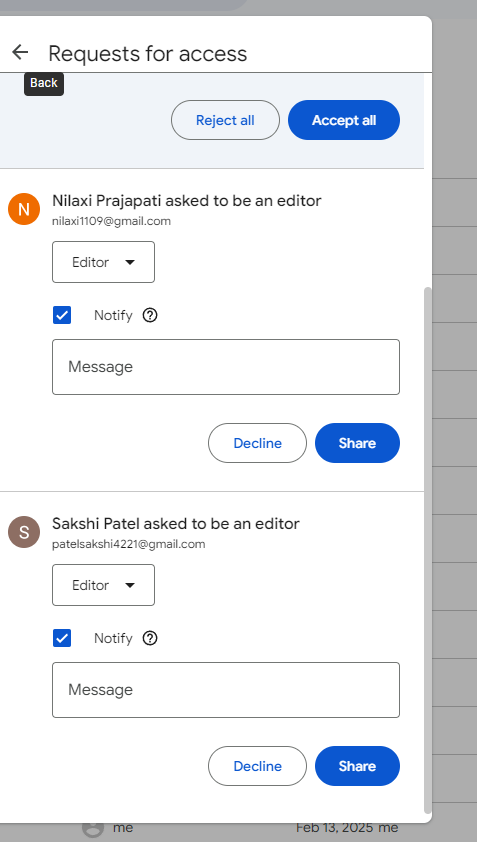 Requests for access
Back
Reject all
Accept all
N
Nilaxi Prajapati asked to be an editor
nilaxi1109@gmail.com
Editor
Notify
Message
Decline
Share
S
Sakshi Patel asked to be an editor
patelsakshi4221@gmail.com
Editor
Notify
Message
Decline
Share
me
Feb 13, 2025 me